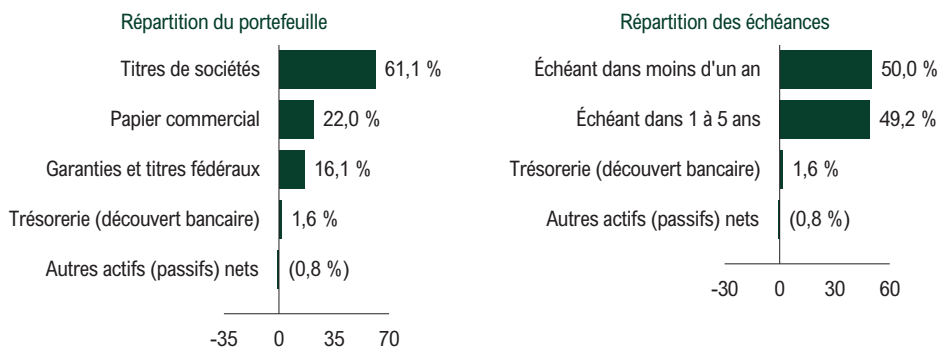 Répartition du portefeuille
Titres de sociétés 61,1 %
Papier commercial 22,0 %
Garanties et titres fédéraux 16,1 %
Trésorerie (découvert bancaire) 1,6 %
Autres actifs (passifs) nets (0,8 %)
-35 0 35 70
Répartition des échéances
Échéant dans moins d'un an 50,0 %
Échéant dans 1 à 5 ans 49,2 %
Trésorerie (découvert bancaire) 1,6 %
Autres actifs (passifs) nets (0,8 %)
-30 0 30 60